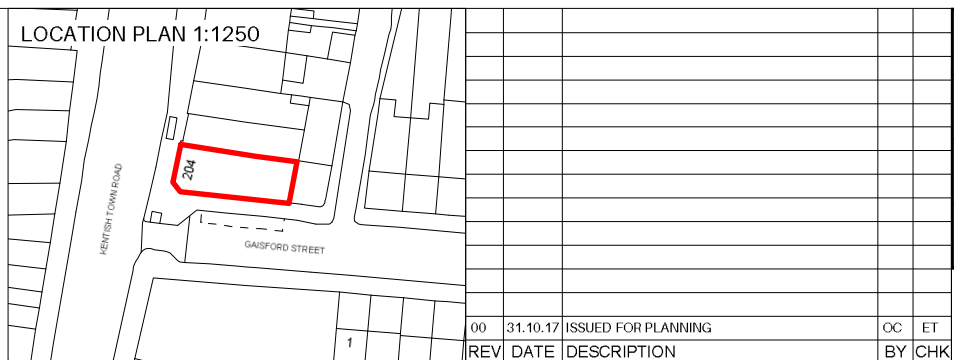 LOCATION PLAN 1:1250
204
KENTISH TOWN ROAD
GAISFORD STREET
1
00 31.10.17 ISSUED FOR PLANNING OC ET
REV DATE DESCRIPTION BY CHK